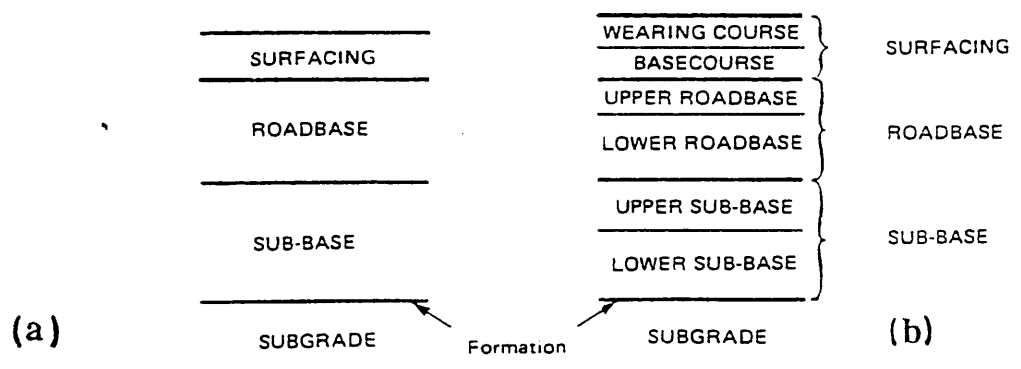 SURFACING
ROADBASE
SUB-BASE
SUBGRADE
(a)
Formation
WEARING COURSE
BASECOURSE
UPPER ROADBASE
LOWER ROADBASE
UPPER SUB-BASE
LOWER SUB-BASE
SUBGRADE
SURFACING
ROADBASE
SUB-BASE
(b)